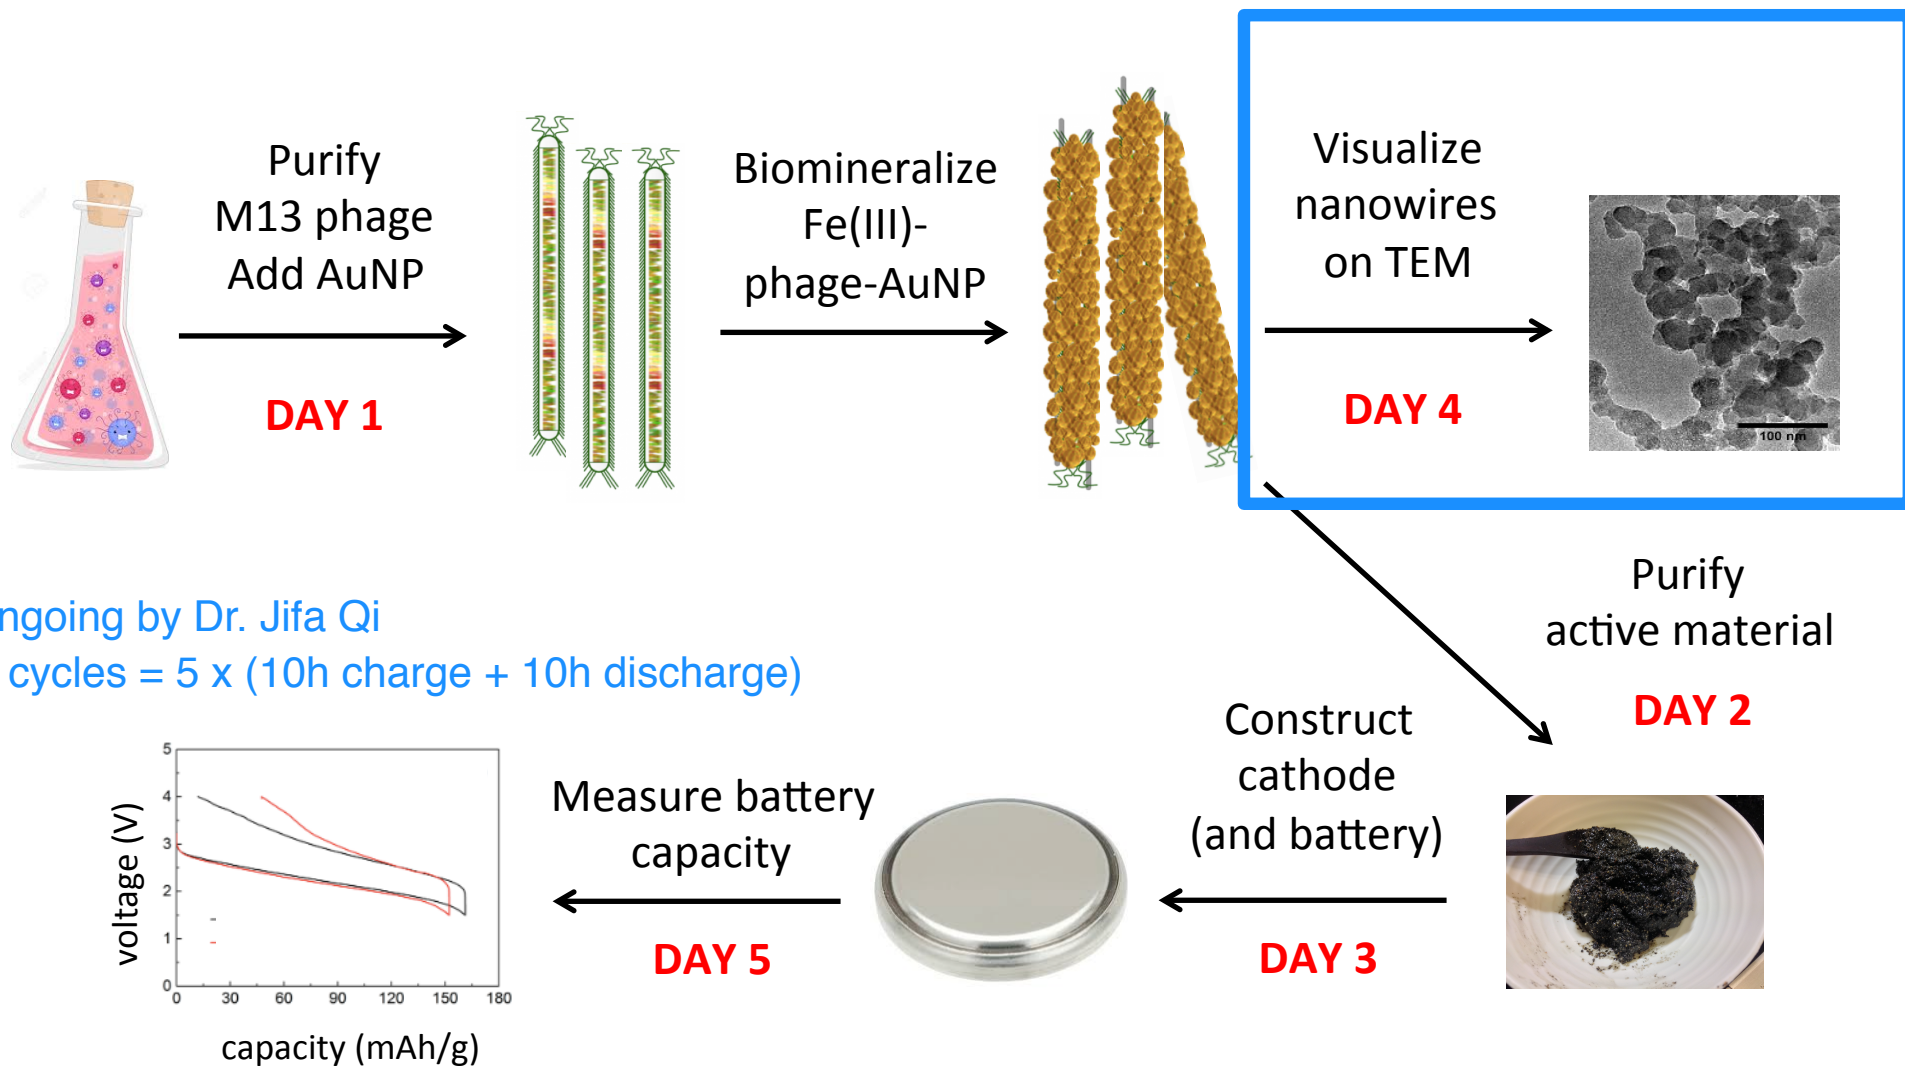 Purify
M13 phage
Add AuNP
DAY 1
Biomineralize
Fe(III)-
phage-AuNP
Visualize
nanowires
on TEM
DAY 4
100 nm
Purify
active material
DAY 2
ngoing by Dr. Jifa Qi
cycles = 5 x (10h charge + 10h discharge)
Construct
cathode
(and battery)
DAY 3
Measure battery
capacity
DAY 5
voltage (V)
5
4
3
2
1
0
0 30 60 90 120 150 180
capacity (mAh/g)